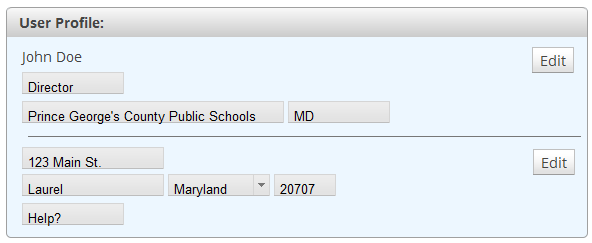 User Profile:
John Doe
Edit
Director
Prince George's County Public Schools MD
123 Main St.
Edit
Laurel Maryland 20707
Help?